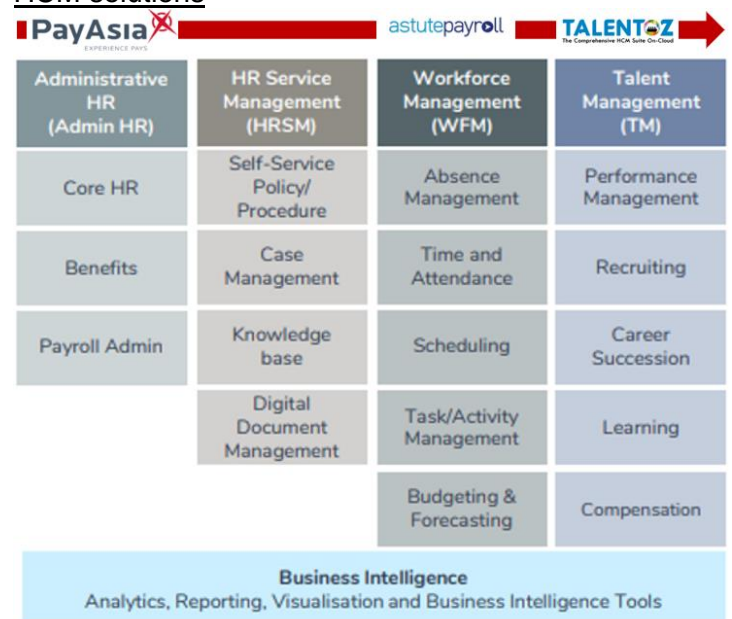 HCM solutions
PayAsia
EXPERIENCE PAYS
astutepayroll
TALENTOZ
The Comprehensive HCM Suite On-Cloud
Administrative
HR
(Admin HR)
HR Service
Management
(HRSM)
Workforce
Management
(WFM)
Talent
Management
(TM)
Core HR
Self-Service
Policy/
Procedure
Absence
Management
Performance
Management
Benefits
Case
Management
Time and
Attendance
Recruiting
Payroll Admin
Knowledge
base
Scheduling
Career
Succession
Digital
Document
Management
Task/Activity
Management
Learning
Budgeting &
Forecasting
Compensation
Business Intelligence
Analytics, Reporting, Visualisation and Business Intelligence Tools